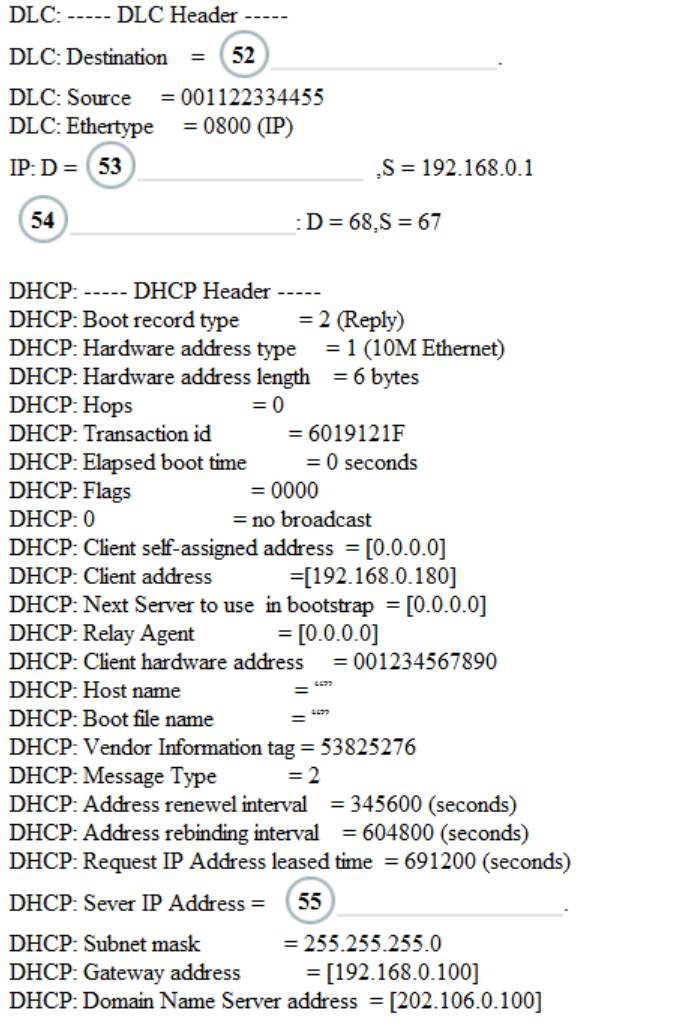 DLC: ----- DLC Header -----
DLC: Destination = 52 .
DLC: Source = 001122334455
DLC: Ethertype = 0800 (IP)
IP: D = 53 ,S = 192.168.0.1
54 : D = 68,S = 67
DHCP: ----- DHCP Header -----
DHCP: Boot record type = 2 (Reply)
DHCP: Hardware address type = 1 (10M Ethernet)
DHCP: Hardware address length = 6 bytes
DHCP: Hops = 0
DHCP: Transaction id = 6019121F
DHCP: Elapsed boot time = 0 seconds
DHCP: Flags = 0000
DHCP: 0 = no broadcast
DHCP: Client self-assigned address = [0.0.0.0]
DHCP: Client address =[192.168.0.180]
DHCP: Next Server to use in bootstrap = [0.0.0.0]
DHCP: Relay Agent = [0.0.0.0]
DHCP: Client hardware address = 001234567890
DHCP: Host name = “”
DHCP: Boot file name = “”
DHCP: Vendor Information tag = 53825276
DHCP: Message Type = 2
DHCP: Address renewel interval = 345600 (seconds)
DHCP: Address rebinding interval = 604800 (seconds)
DHCP: Request IP Address leased time = 691200 (seconds)
DHCP: Sever IP Address = 55 .
DHCP: Subnet mask = 255.255.255.0
DHCP: Gateway address = [192.168.0.100]
DHCP: Domain Name Server address = [202.106.0.100]